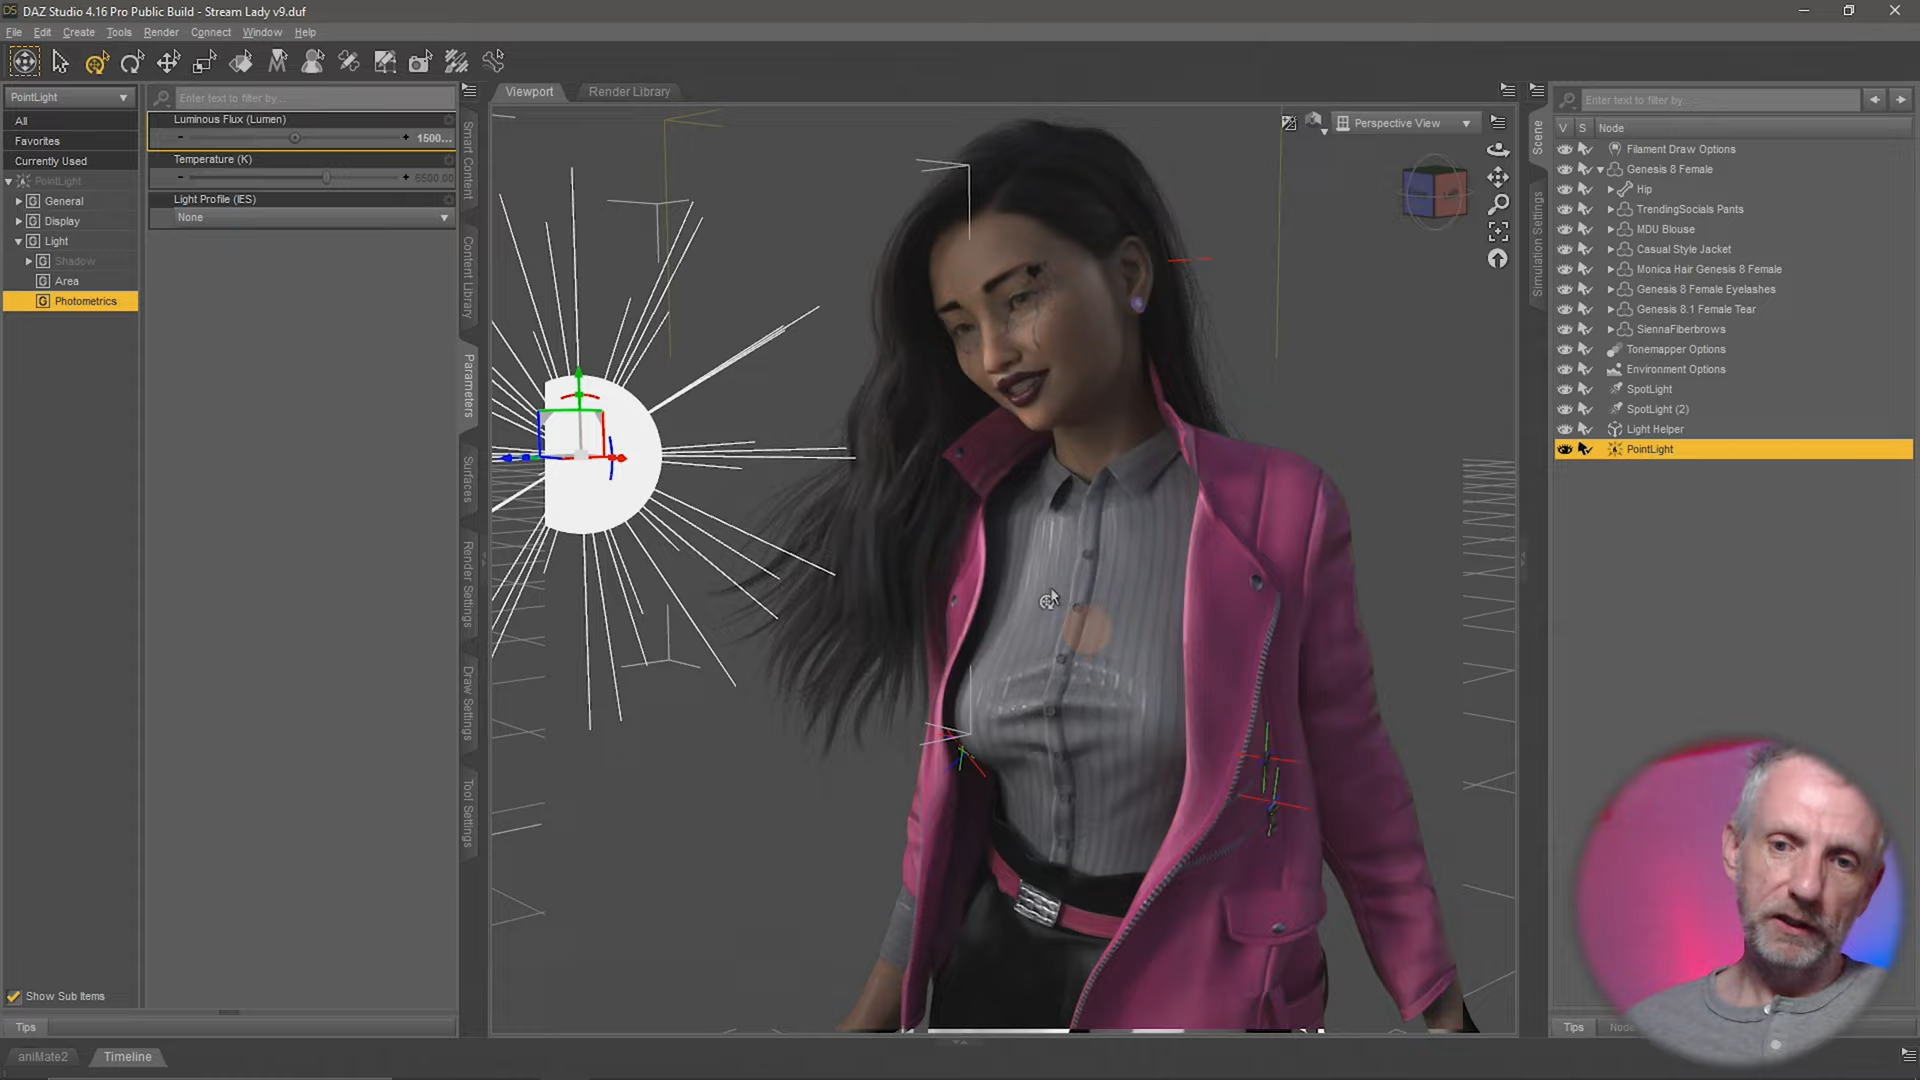 DAZ Studio 4.16 Pro Public Build - Stream Lady v9.duf
File Edit Create Tools Render Connect Window Help
PointLight
Enter text to filter by...
All
Favorites
Currently Used
PointLight
General
Display
Light
Shadow
Area
Photometrics
Luminous Flux (Lumen)
1500...
Temperature (K)
6500.00
Light Profile (IES)
None
Show Sub Items
Tips
aniMate2 Timeline
Smart Content
Content Library
Parameters
Surfaces
Render Settings
Draw Settings
Tool Settings
Viewport Render Library
Perspective View
Scene
Simulation Settings
Enter text to filter by...
V S Node
Filament Draw Options
Genesis 8 Female
Hip
TrendingSocials Pants
MDU Blouse
Casual Style Jacket
Monica Hair Genesis 8 Female
Genesis 8 Female Eyelashes
Genesis 8.1 Female Tear
SiennaFiberbrows
Tonemapper Options
Environment Options
SpotLight
SpotLight (2)
Light Helper
PointLight
Tips